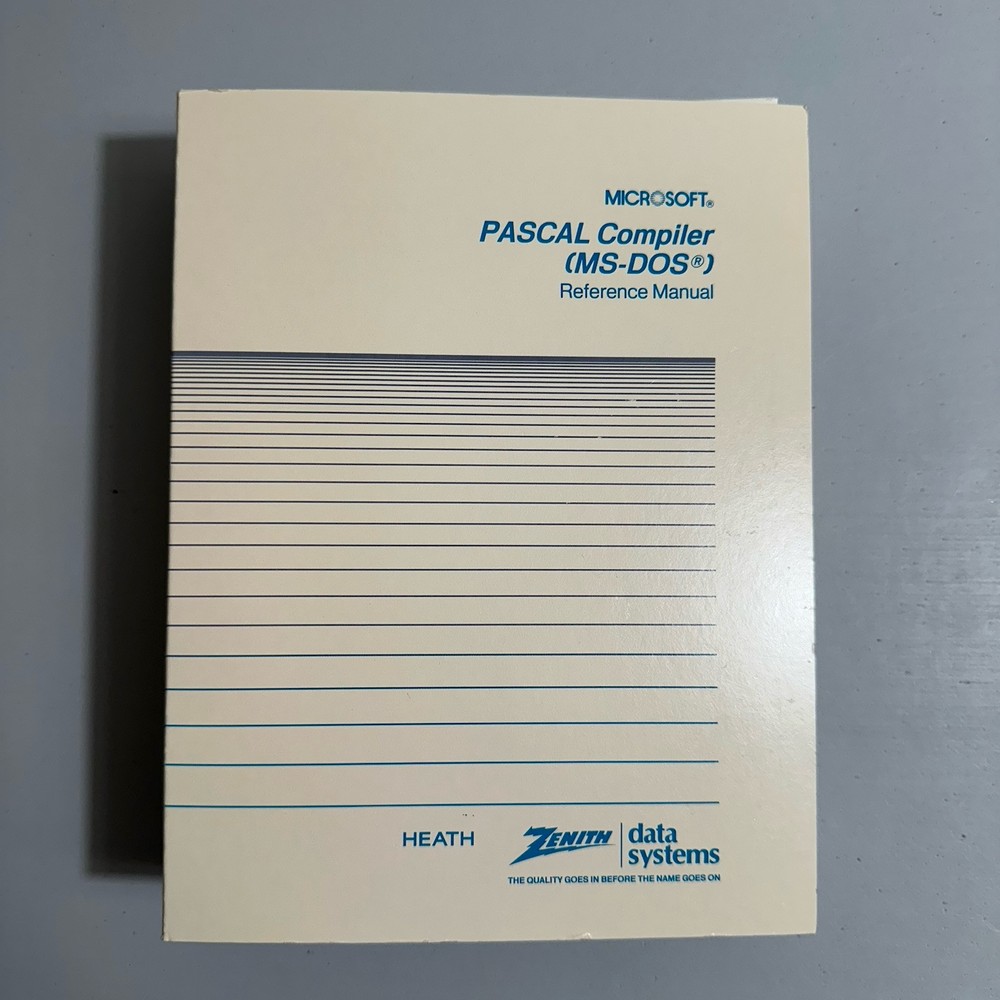 MICROSOFT®
PASCAL Compiler
(MS-DOS®)
Reference Manual
HEATH
ZENITH data
systems
THE QUALITY GOES IN BEFORE THE NAME GOES ON